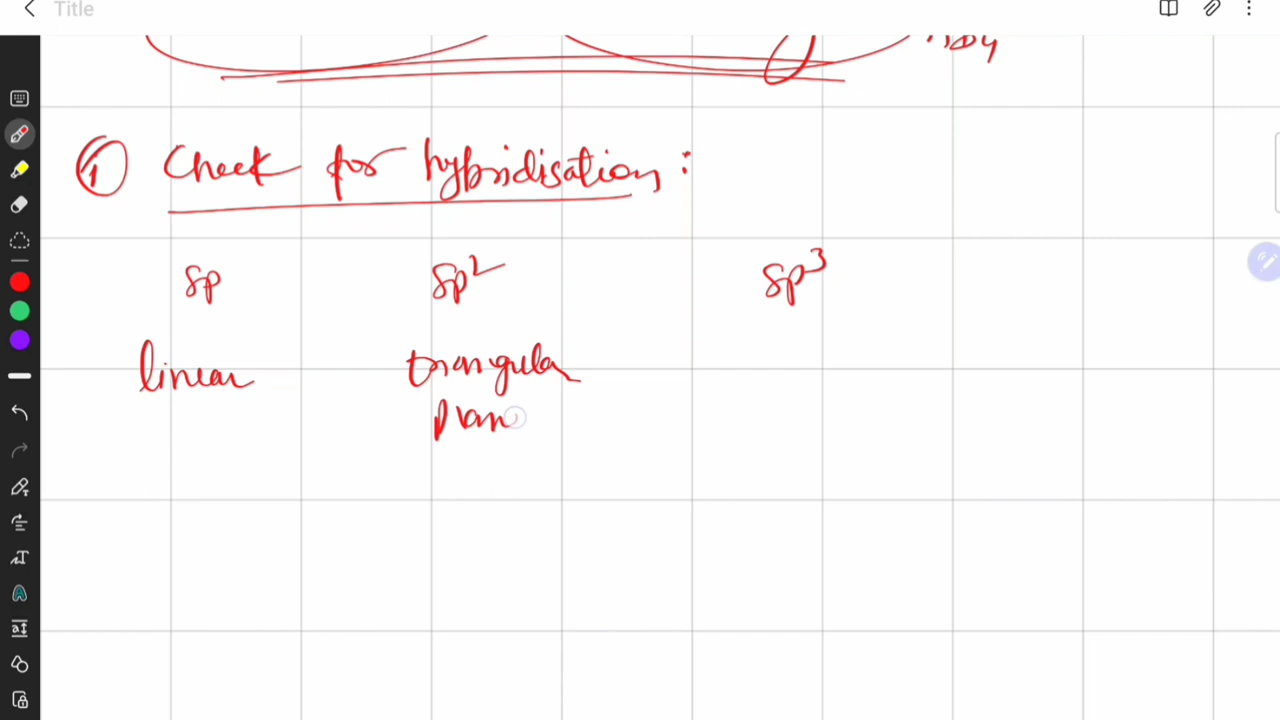 Title
① Check for hybridisation :
sp sp² sp³
linear triangular
plan